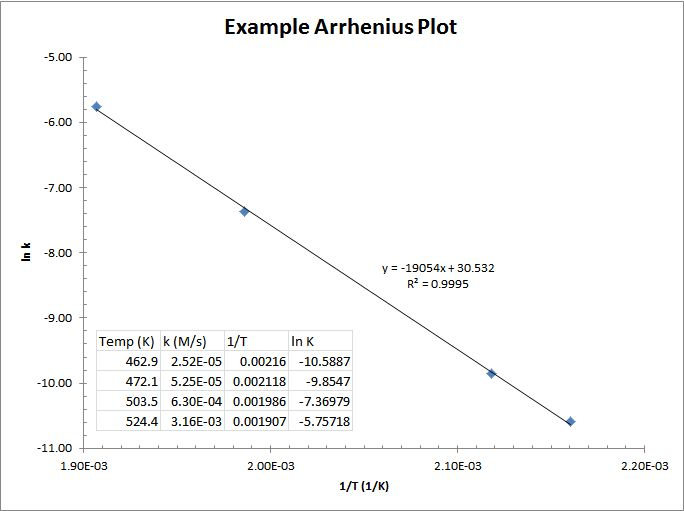 Example Arrhenius Plot
-5.00
-6.00
-7.00
-8.00
-9.00
-10.00
-11.00
ln k
y = -19054x + 30.532
R² = 0.9995
Temp (K) k (M/s) 1/T ln K
462.9 2.52E-05 0.00216 -10.5887
472.1 5.25E-05 0.002118 -9.8547
503.5 6.30E-04 0.001986 -7.36979
524.4 3.16E-03 0.001907 -5.75718
1.90E-03 2.00E-03 2.10E-03 2.20E-03
1/T (1/K)